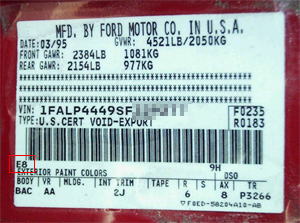 MFD. BY FORD MOTOR CO. IN U.S.A.
DATE: 03/95 GVWR: 4521LB/2050KG
FRONT GAWR: 2384LB 1081KG
REAR GAWR: 2154LB 977KG
VIN: 1FALP4449SF F0235
TYPE: U.S.CERT VOID-EXPORT R0183
E8 9H
EXTERIOR PAINT COLORS DSO
BODY VR MLDG. INT TRIM TAPE R S AX
BAC AA 2J 6 8 P3266
F0ED-5820472A10-AB